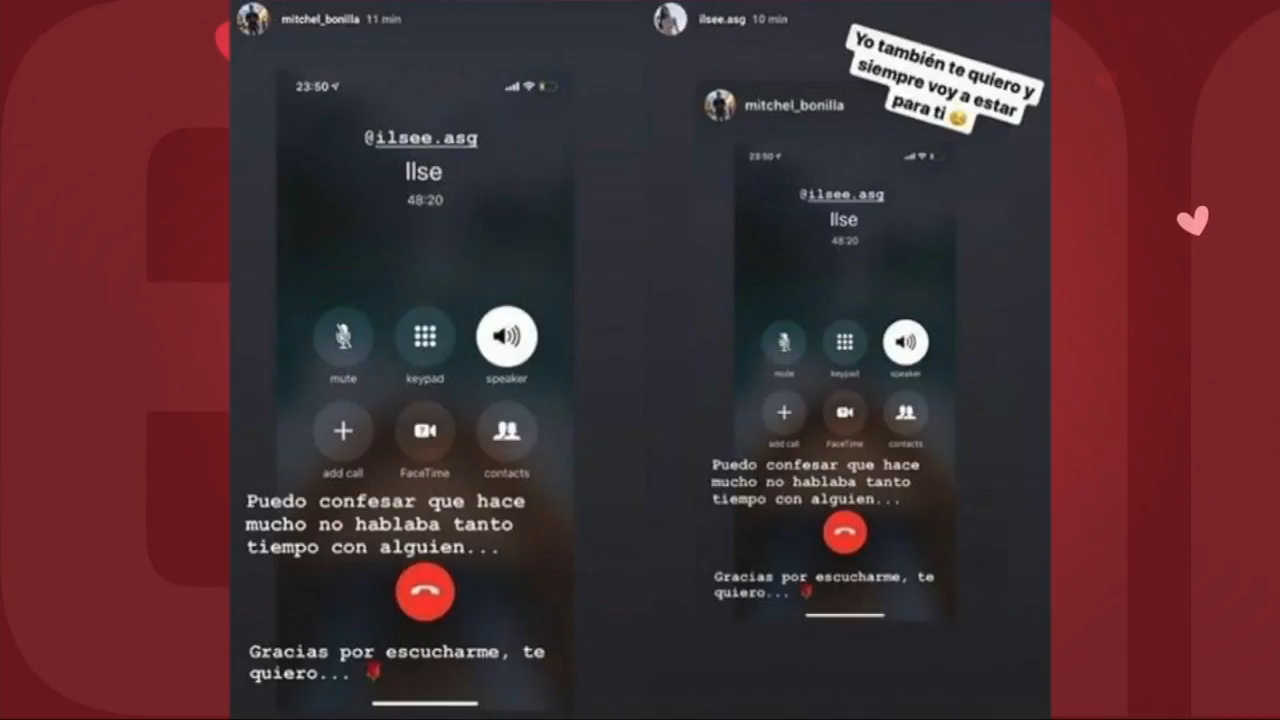 mitchel_bonilla 11 min
23:50
@ilsee.asg
Ilse
48:20
mute keypad speaker
add call FaceTime contacts
Puedo confesar que hace
mucho no hablaba tanto
tiempo con alguien...
Gracias por escucharme, te
quiero... 🌹
ilsee.asg 10 min
Yo también te quiero y
siempre voy a estar
para ti 😢
mitchel_bonilla
23:50
@ilsee.asg
Ilse
48:20
mute keypad speaker
add call FaceTime contacts
Puedo confesar que hace
mucho no hablaba tanto
tiempo con alguien...
Gracias por escucharme, te
quiero... 🌹